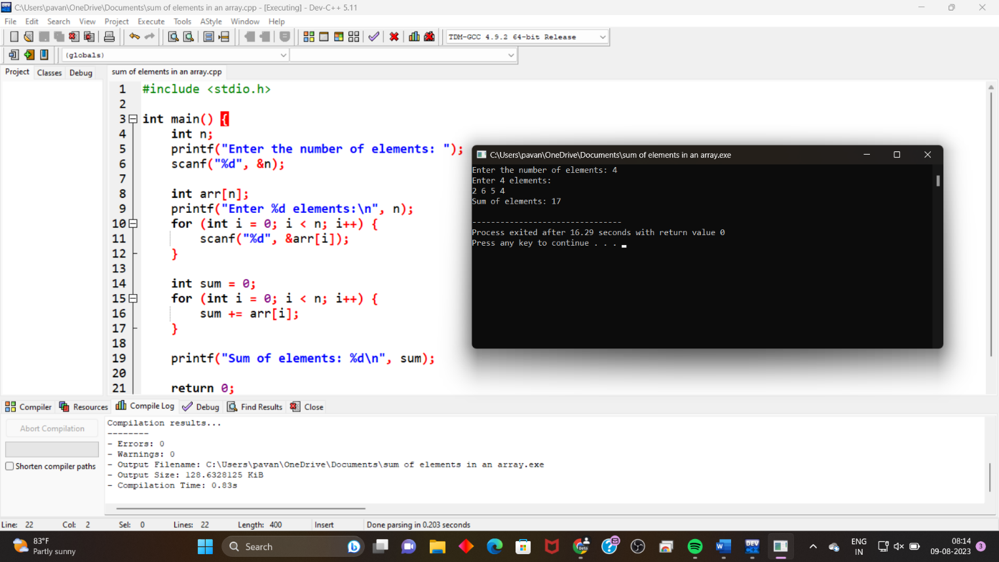 C:\Users\pavan\OneDrive\Documents\sum of elements in an array.cpp - [Executing] - Dev-C++ 5.11
File Edit Search View Project Execute Tools AStyle Window Help
TDM-GCC 4.9.2 64-bit Release
(globals)
Project Classes Debug
sum of elements in an array.cpp
1 #include <stdio.h>
2
3 int main() {
4 int n;
5 printf("Enter the number of elements: ");
6 scanf("%d", &n);
7
8 int arr[n];
9 printf("Enter %d elements:\n", n);
10 for (int i = 0; i < n; i++) {
11 scanf("%d", &arr[i]);
12 }
13
14 int sum = 0;
15 for (int i = 0; i < n; i++) {
16 sum += arr[i];
17 }
18
19 printf("Sum of elements: %d\n", sum);
20
21 return 0;
C:\Users\pavan\OneDrive\Documents\sum of elements in an array.exe
Enter the number of elements: 4
Enter 4 elements:
2 6 5 4
Sum of elements: 17
--------------------------------
Process exited after 16.29 seconds with return value 0
Press any key to continue . . .
Compiler Resources Compile Log Debug Find Results Close
Abort Compilation
Shorten compiler paths
Compilation results...
--------
- Errors: 0
- Warnings: 0
- Output Filename: C:\Users\pavan\OneDrive\Documents\sum of elements in an array.exe
- Output Size: 128.6328125 KiB
- Compilation Time: 0.83s
Line: 22 Col: 2 Sel: 0 Lines: 22 Length: 400 Insert Done parsing in 0.203 seconds
83°F
Partly sunny
Search
Beta
DEV
ENG
IN
08:14
09-08-2023
3